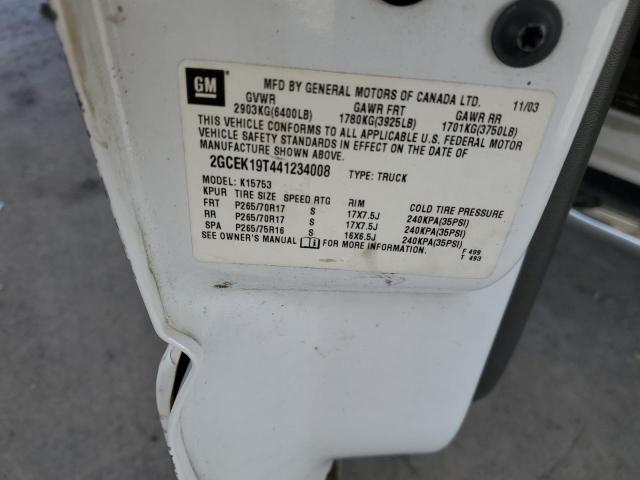 GM
MFD BY GENERAL MOTORS OF CANADA LTD. 11/03
GVWR GAWR FRT GAWR RR
2903KG(6400LB) 1780KG(3925LB) 1701KG(3750LB)
THIS VEHICLE CONFORMS TO ALL APPLICABLE U.S. FEDERAL MOTOR
VEHICLE SAFETY STANDARDS IN EFFECT ON THE DATE OF
MANUFACTURE SHOWN ABOVE.
2GCEK19T441234008 TYPE: TRUCK
MODEL: K15753
KPUR TIRE SIZE SPEED RTG RIM COLD TIRE PRESSURE
FRT P265/70R17 S 17X7.5J 240KPA(35PSI)
RR P265/70R17 S 17X7.5J 240KPA(35PSI)
SPA P265/75R16 S 16X6.5J 240KPA(35PSI)
SEE OWNER'S MANUAL FOR MORE INFORMATION.
F 499
T 493